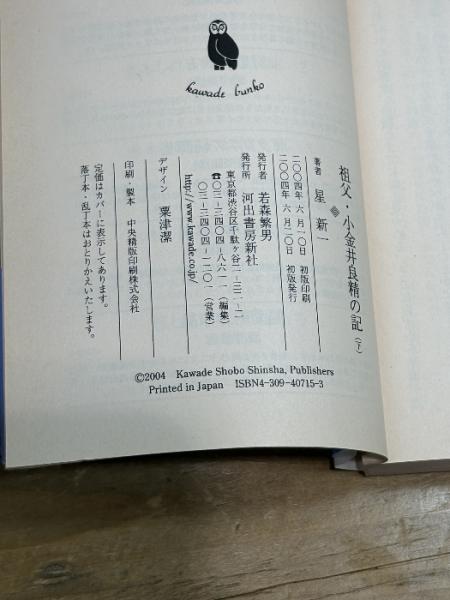 kawade bunko
祖父・小金井良精の記(下)
著者 星 新一
二〇〇四年 六 月一〇日 初版印刷
二〇〇四年 六 月二〇日 初版発行
発行者 若森繁男
発行所 河出書房新社
東京都渋谷区千駄ヶ谷二-三二-二
☎〇三-三四〇四-八六一一(編集)
〇三-三四〇四-一二〇一(営業)
http://www.kawade.co.jp/
デザイン 粟津潔
印刷・製本 中央精版印刷株式会社
定価はカバーに表示してあります。
落丁本・乱丁本はおとりかえいたします。
©2004 Kawade Shobo Shinsha, Publishers
Printed in Japan ISBN4-309-40715-3